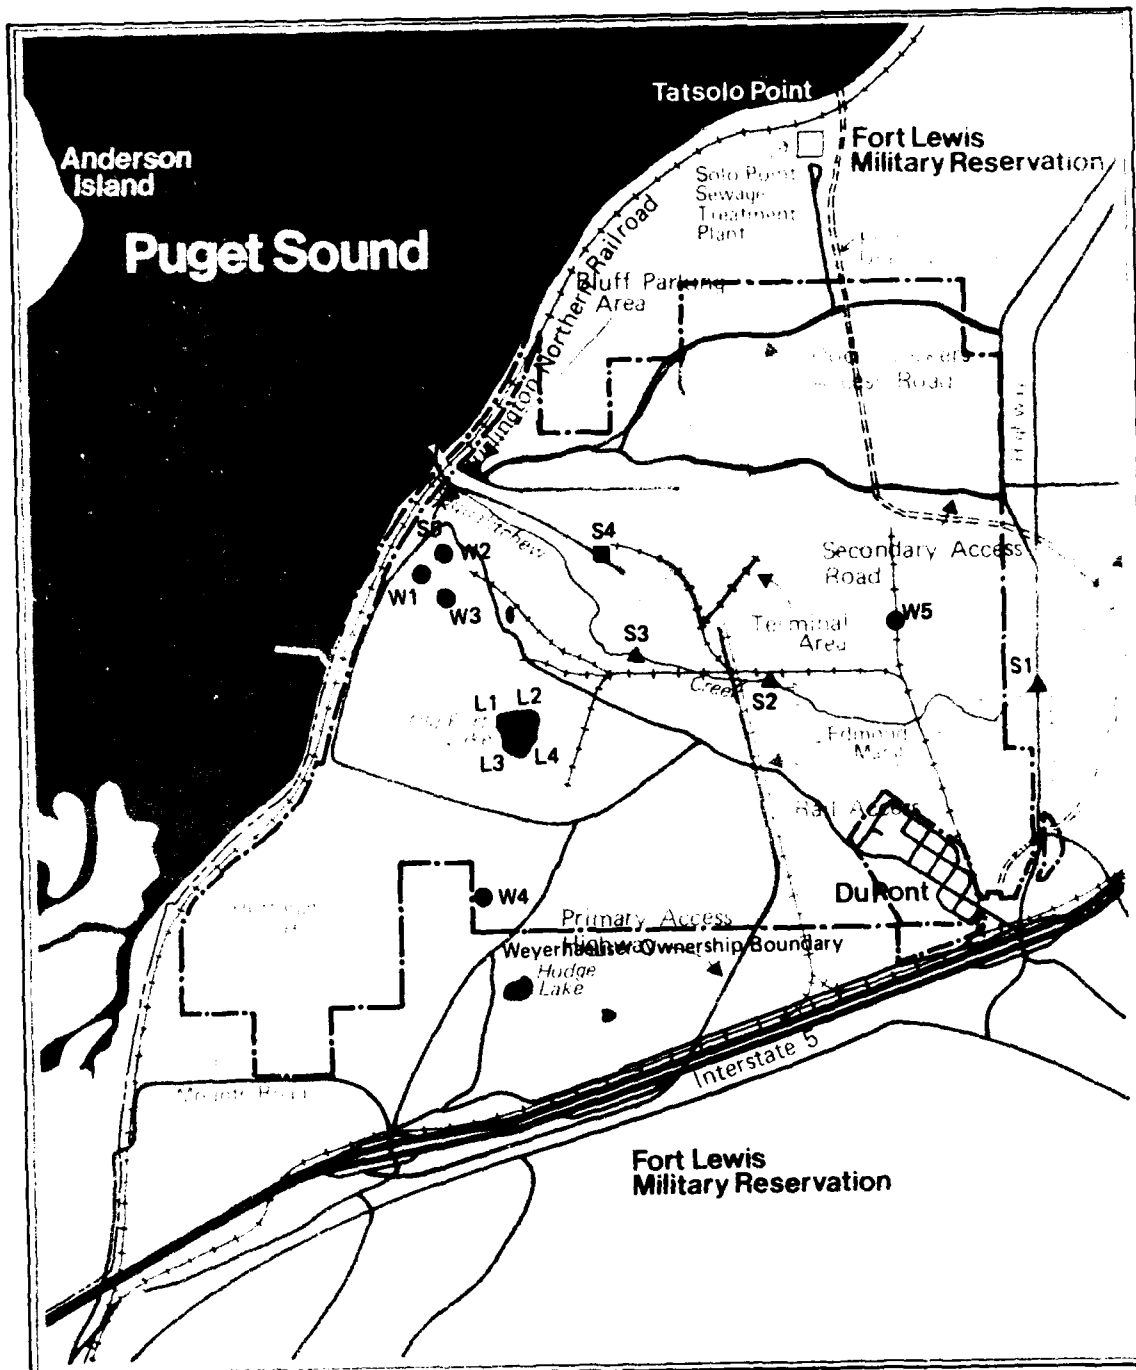 Tatsolo Point
Anderson
Island
Fort Lewis
Military Reservation
Solo Point
Sewage
Treatment
Plant
Puget Sound
Northern Railroad
Bluff Parking
Area
Road
S4
W2
W1
W3
Secondary Access
Road
W5
Terminal
Area
S3
S1
Creek
S2
L1
L2
L3
L4
Edmond
Rail Access
DuPont
W4
Primary Access
Highway
Weyerhaeuser Ownership Boundary
Hudge
Lake
Interstate 5
Road
Fort Lewis
Military Reservation